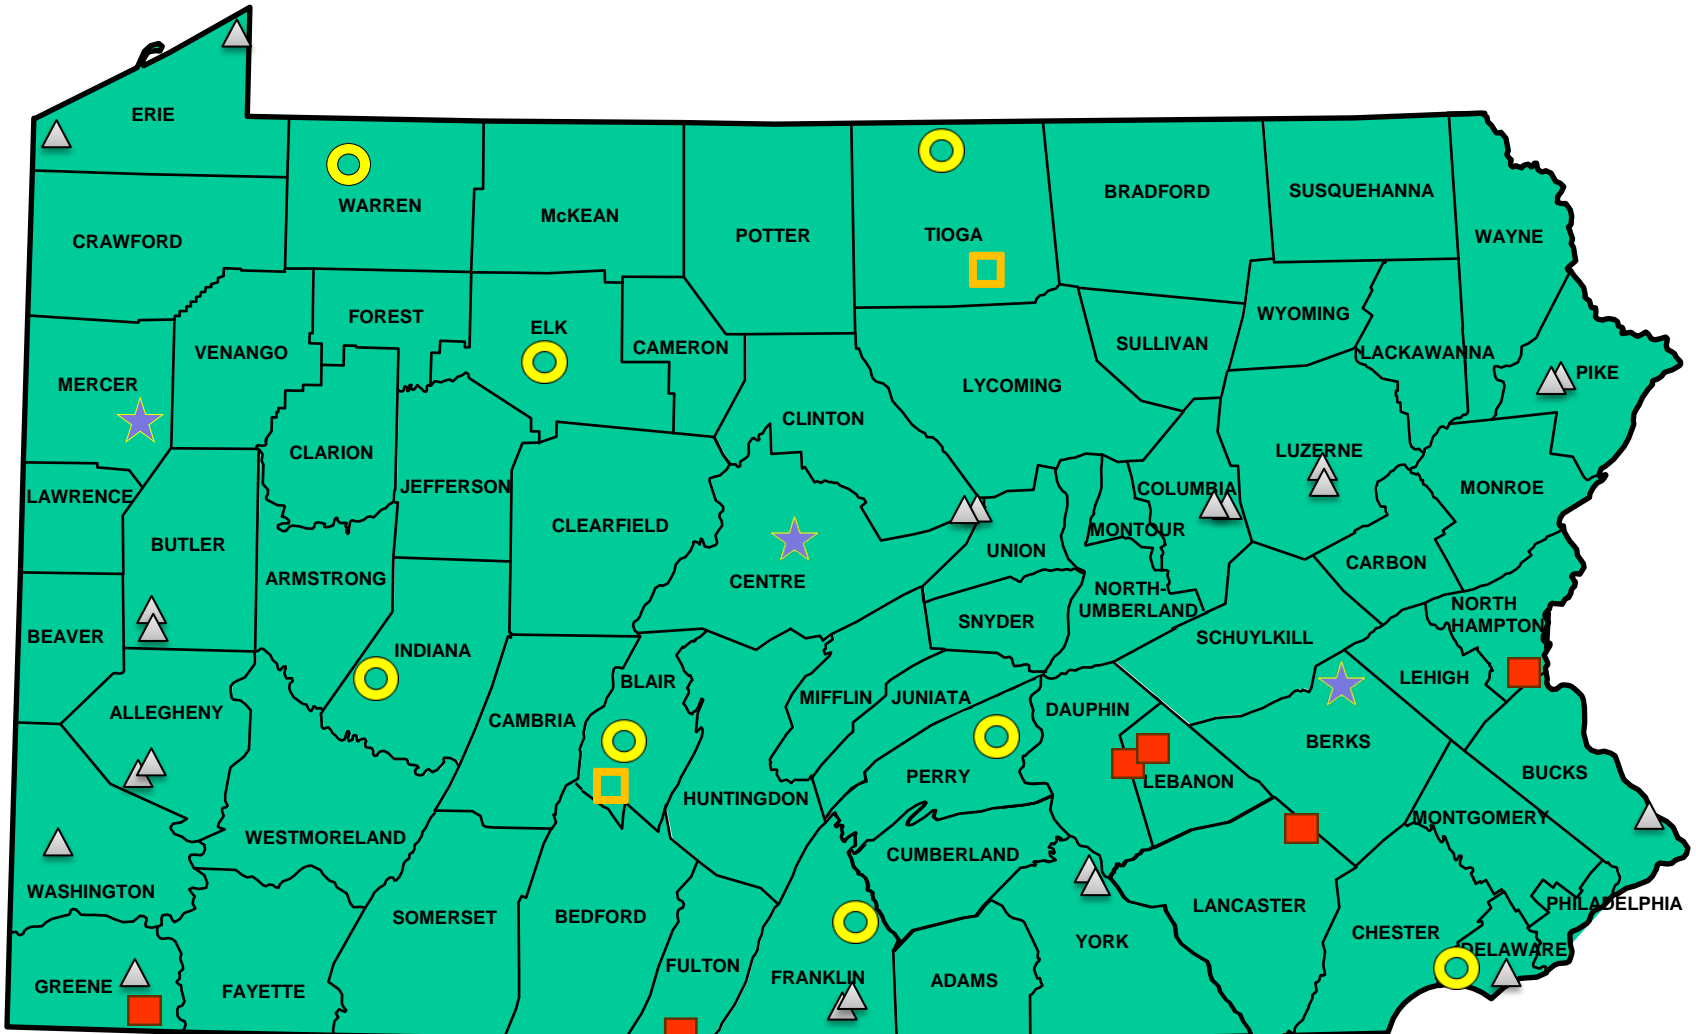 ERIE
WARREN
McKEAN
POTTER
TIOGA
BRADFORD
SUSQUEHANNA
WAYNE
CRAWFORD
FOREST
ELK
CAMERON
WYOMING
SULLIVAN
LACKAWANNA
PIKE
VENANGO
MERCER
LYCOMING
CLINTON
CLARION
LUZERNE
JEFFERSON
LAWRENCE
COLUMBIA
MONROE
CLEARFIELD
MONTOUR
BUTLER
UNION
CARBON
ARMSTRONG
CENTRE
NORTH-
UMBERLAND
NORTH
HAMPTON
SNYDER
BEAVER
SCHUYLKILL
INDIANA
BLAIR
LEHIGH
MIFFLIN
JUNIATA
DAUPHIN
ALLEGHENY
CAMBRIA
BERKS
PERRY
LEBANON
BUCKS
HUNTINGDON
MONTGOMERY
WESTMORELAND
CUMBERLAND
WASHINGTON
PHILADELPHIA
LANCASTER
SOMERSET
BEDFORD
CHESTER
YORK
DELAWARE
FULTON
FRANKLIN
ADAMS
GREENE
FAYETTE